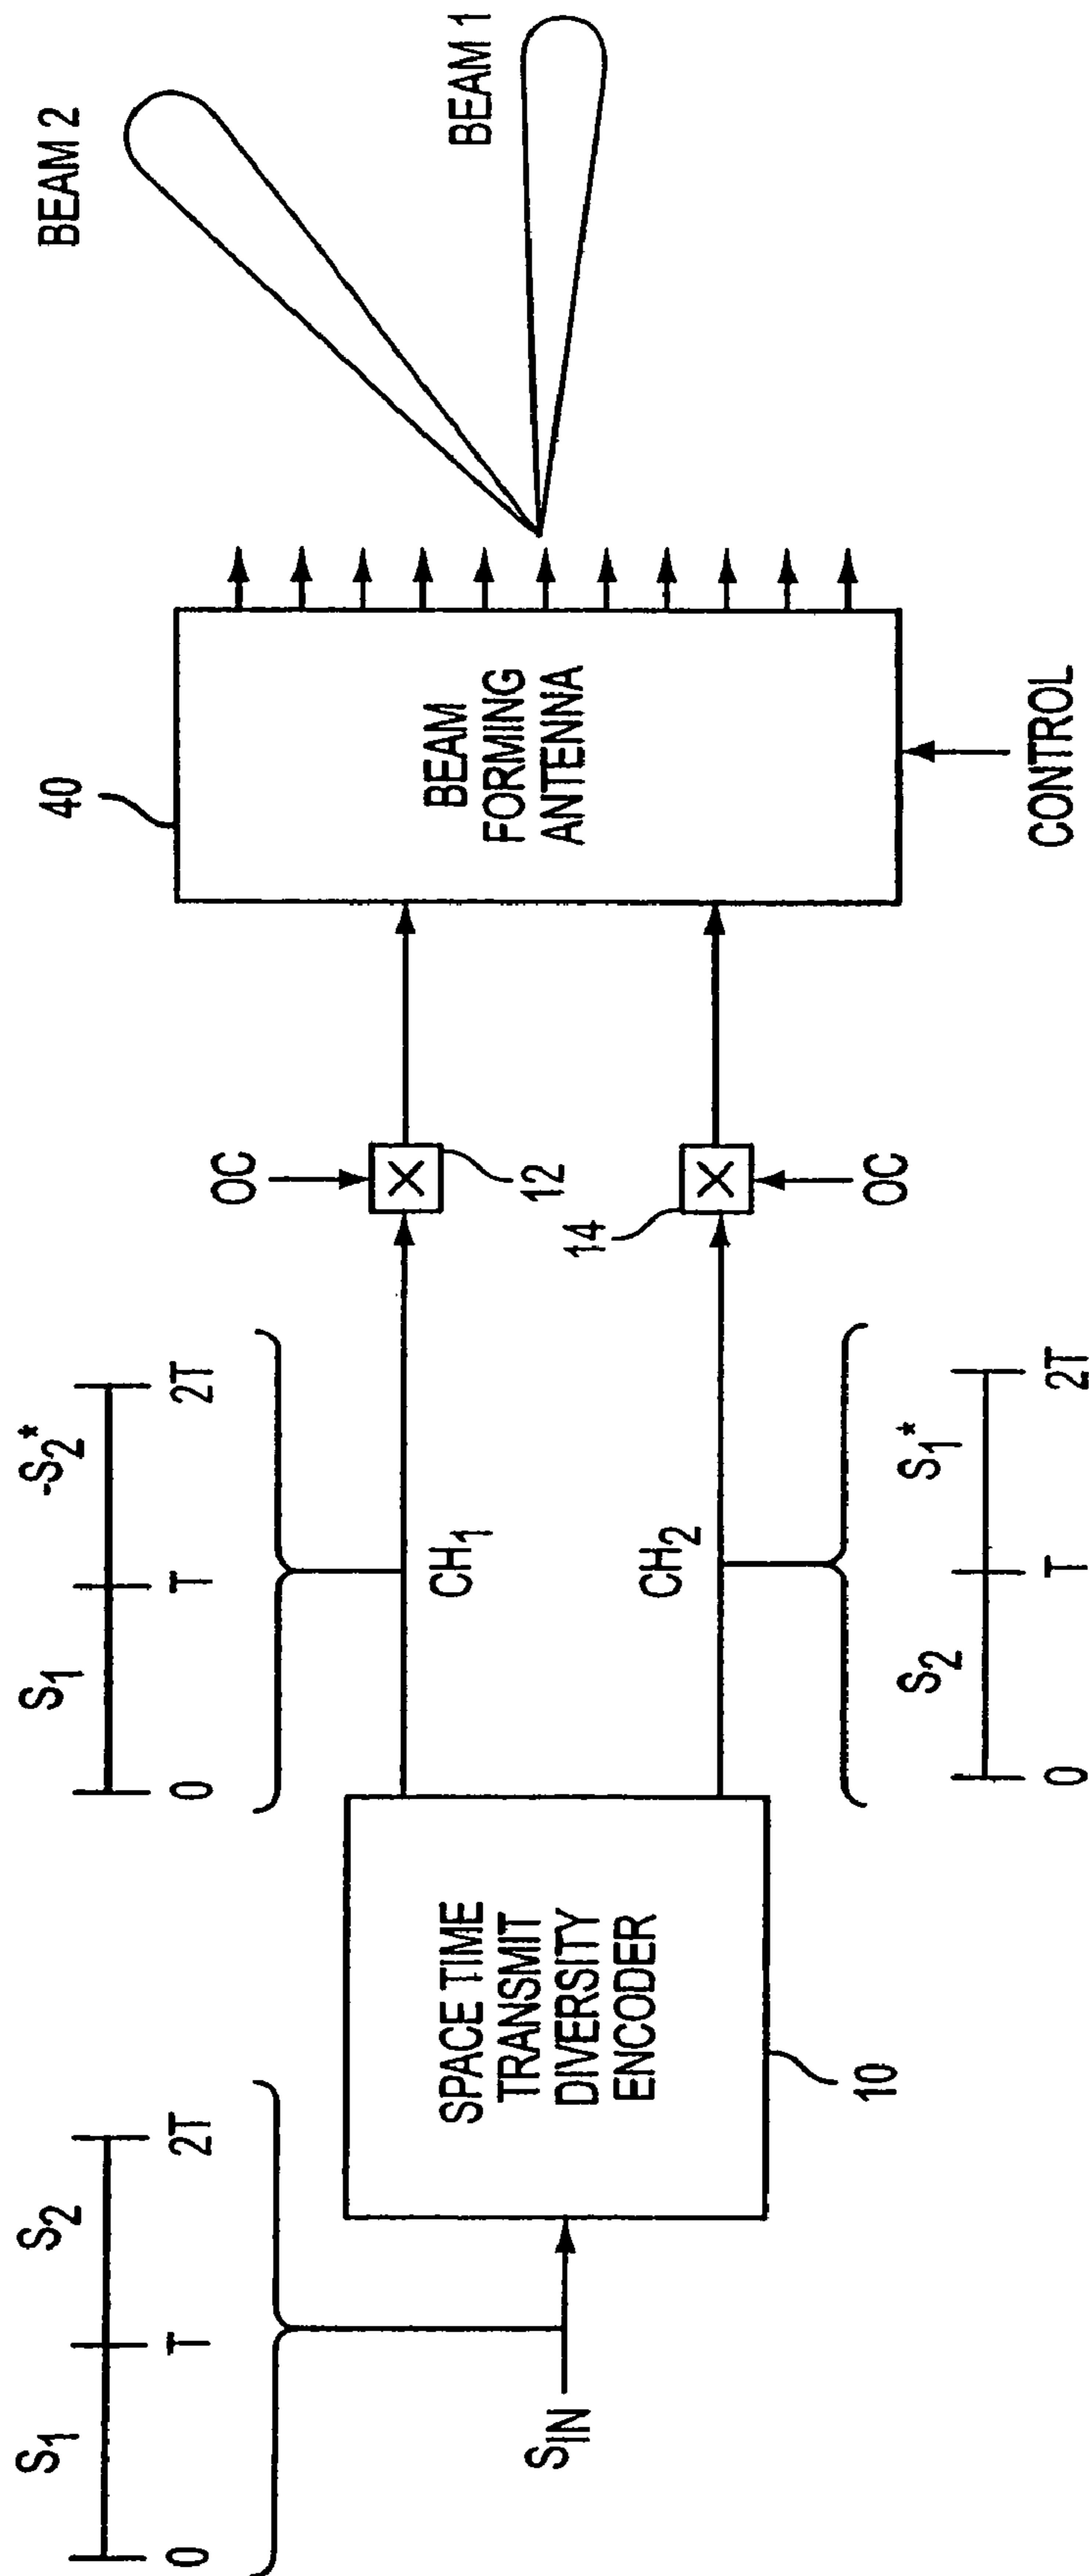 S1 S2
0 T 2T
SIN
SPACE TIME
TRANSMIT
DIVERSITY
ENCODER
10
S1 -S2*
0 T 2T
CH1
CH2
S2 S1*
0 T 2T
OC
12
14
OC
40
BEAM
FORMING
ANTENNA
CONTROL
BEAM 2
BEAM 1